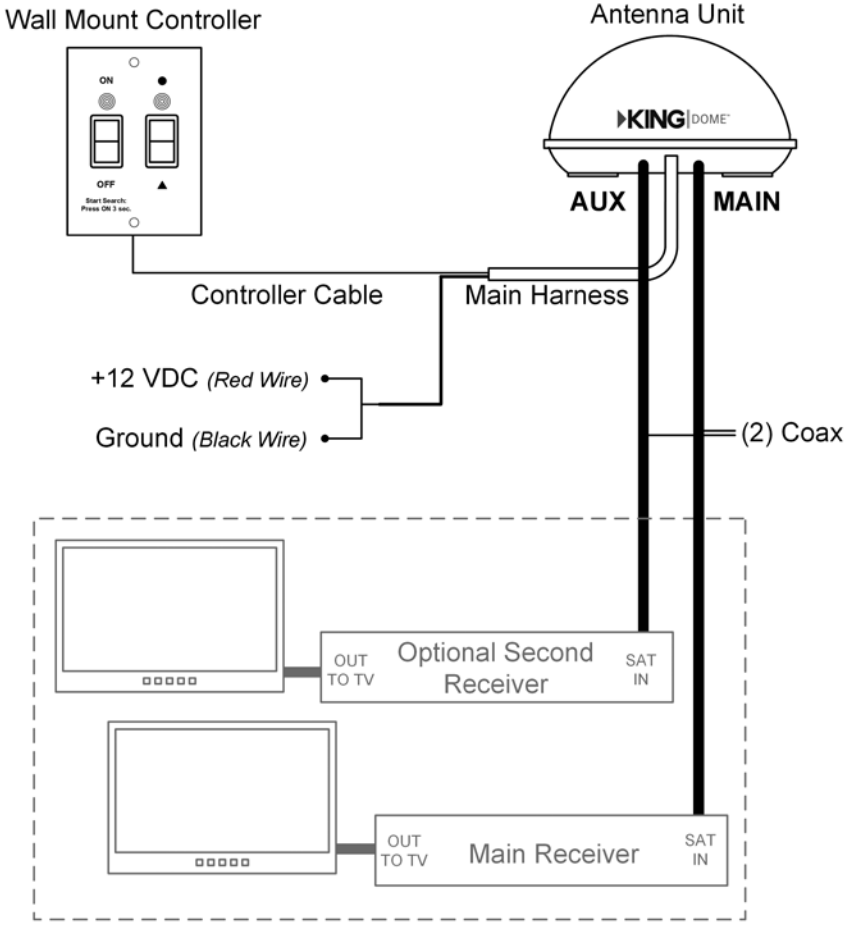 Wall Mount Controller
Antenna Unit
ON
OFF
Start Search:
Press ON 3 sec.
KING DOME™
AUX
MAIN
Controller Cable
Main Harness
+12 VDC (Red Wire)
Ground (Black Wire)
(2) Coax
OUT
TO TV
Optional Second
Receiver
SAT
IN
OUT
TO TV
Main Receiver
SAT
IN